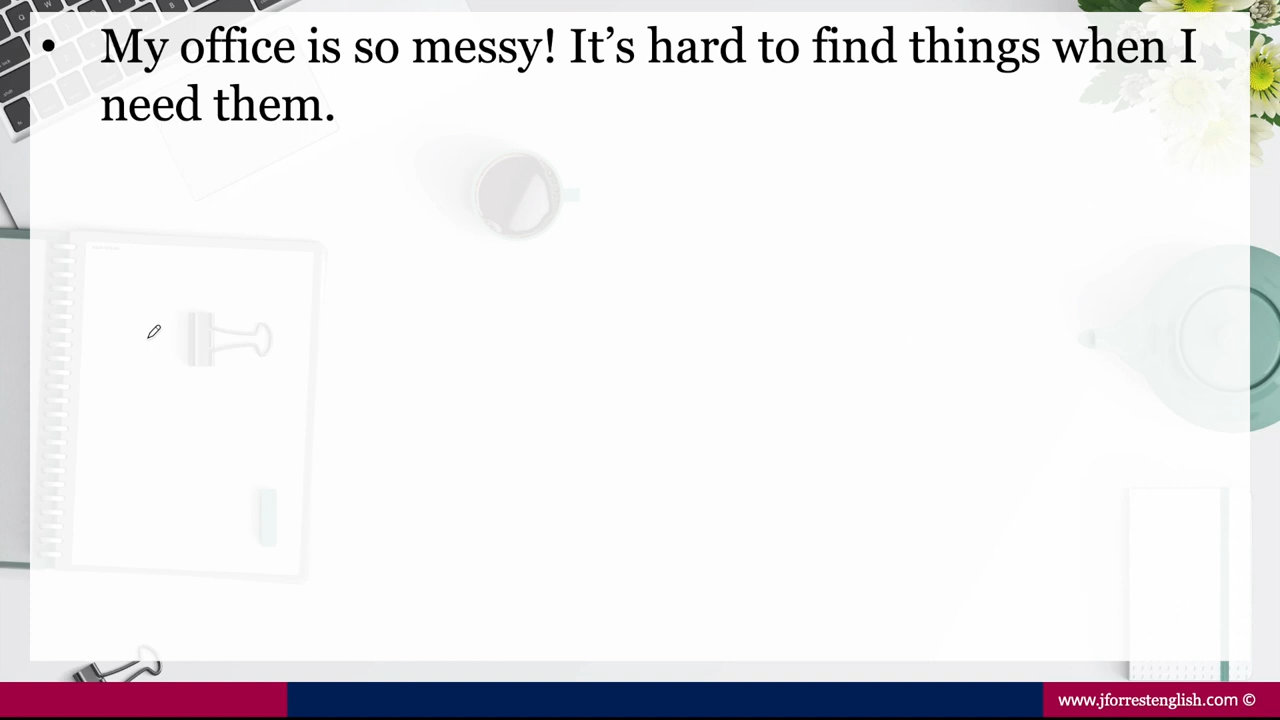 • My office is so messy! It’s hard to find things when I
need them.
www.jforrestenglish.com ©